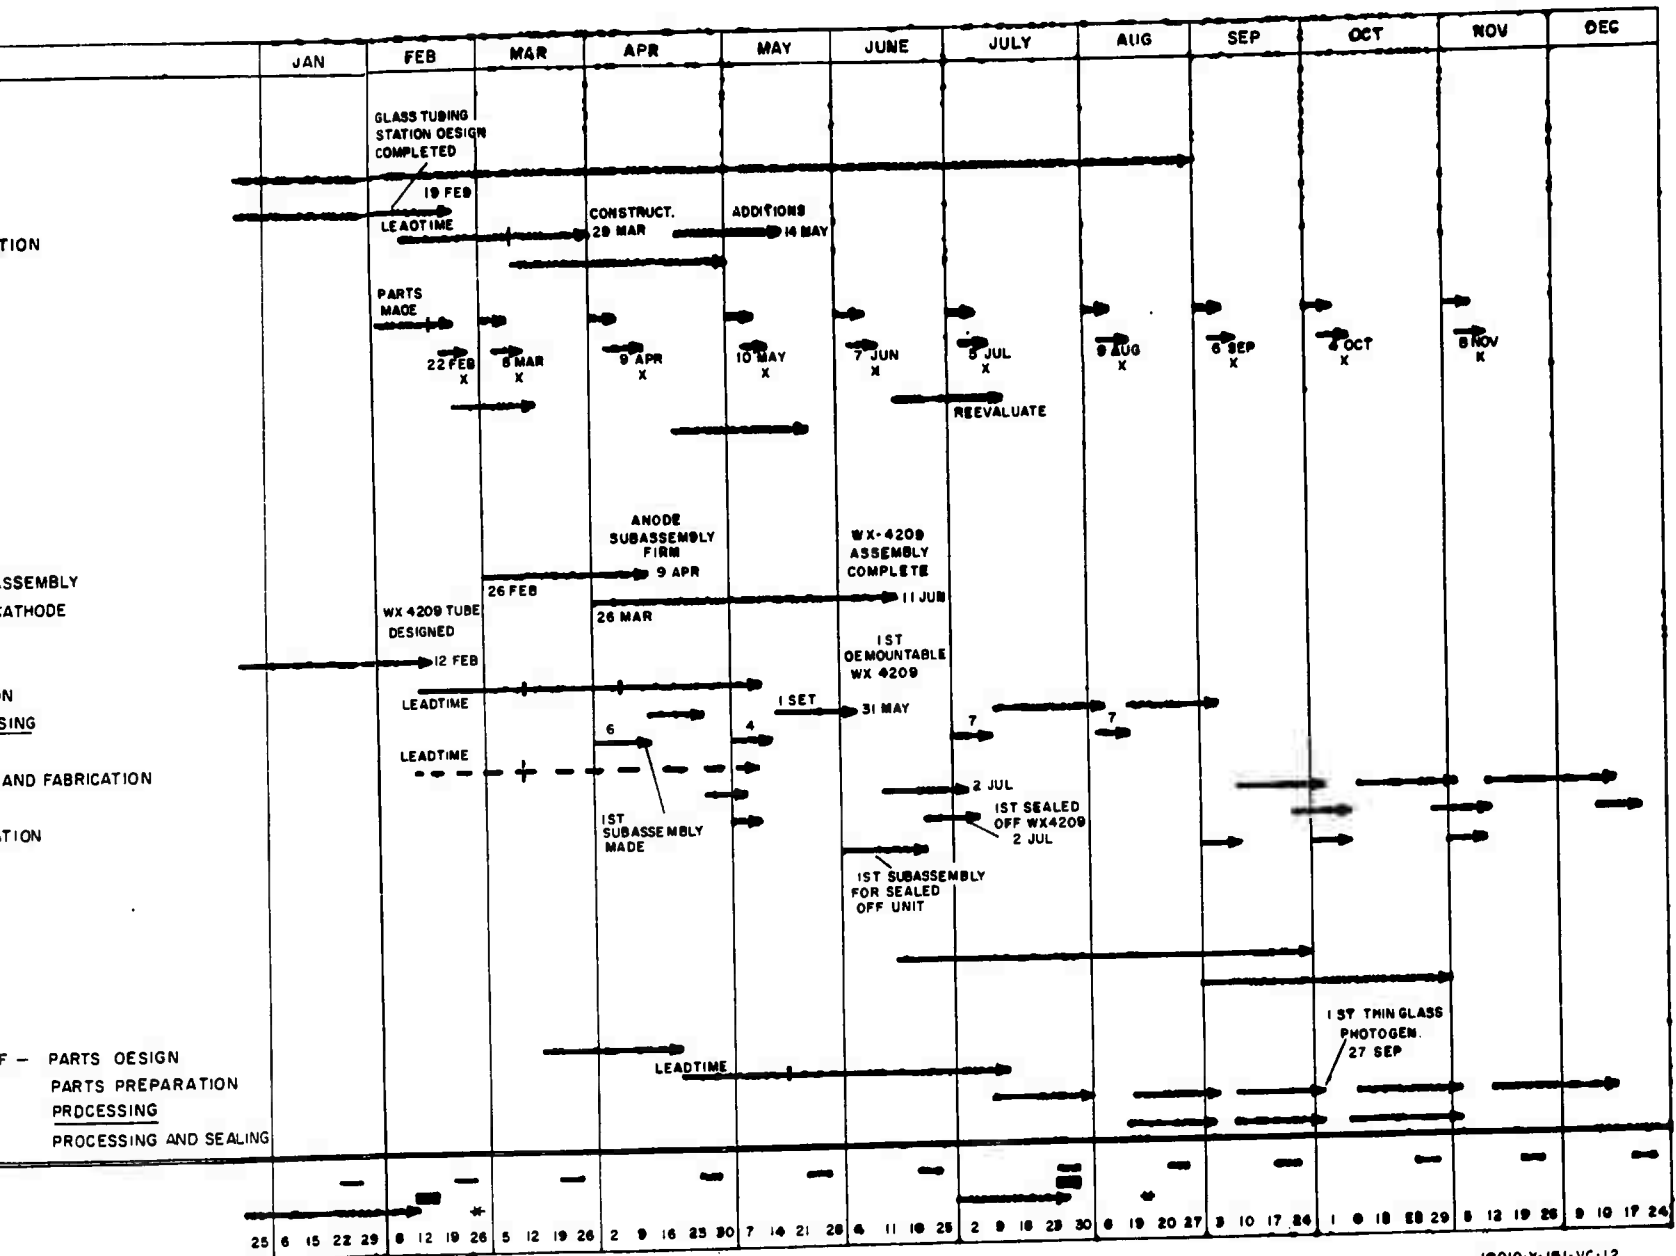 JAN FEB MAR APR MAY JUNE JULY AUG SEP OCT NOV DEC
GLASS TUBING
STATION DESIGN
COMPLETED
19 FEB
LEADTIME
CONSTRUCT.
29 MAR
ADDITIONS
14 MAY
TION
PARTS
MADE
22 FEB 8 MAR 9 APR 10 MAY 7 JUN 5 JUL 9 AUG 6 SEP 4 OCT 8 NOV
X X X X X X X X X X
REEVALUATE
ANODE
SUBASSEMBLY
FIRM
9 APR
WX-4209
ASSEMBLY
COMPLETE
ASSEMBLY
26 FEB
CATHODE
26 MAR
11 JUN
WX 4209 TUBE
DESIGNED
12 FEB
1ST
DEMOUNTABLE
WX 4209
ON
LEADTIME
1 SET
31 MAY
SING
6 4 7 7
LEADTIME
AND FABRICATION
2 JUL
1ST
SUBASSEMBLY
MADE
1ST SEALED
OFF WX4209
2 JUL
ATION
1ST SUBASSEMBLY
FOR SEALED
OFF UNIT
1 ST THIN GLASS
PHOTOGEN.
27 SEP
F — PARTS DESIGN
LEADTIME
PARTS PREPARATION
PROCESSING
PROCESSING AND SEALING
25 6 15 22 29 8 12 19 26 5 12 19 26 2 9 16 23 30 7 14 21 28 4 11 18 25 2 9 16 23 30 6 13 20 27 3 10 17 24 1 8 29 5 12 19 26 3 10 17 24